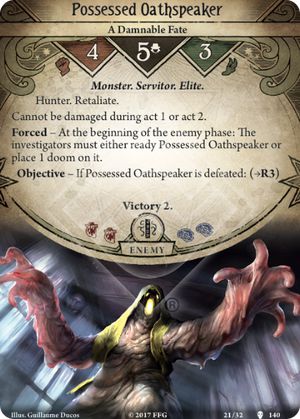 Possessed Oathspeaker
A Damnable Fate
4 5 3
Monster. Servitor. Elite.
Hunter. Retaliate.
Cannot be damaged during act 1 or act 2.
Forced – At the beginning of the enemy phase: The
investigators must either ready Possessed Oathspeaker or
place 1 doom on it.
Objective – If Possessed Oathspeaker is defeated: (→R3)
Victory 2.
ENEMY
®
Illus. Guillaume Ducos © 2017 FFG 21/32 140